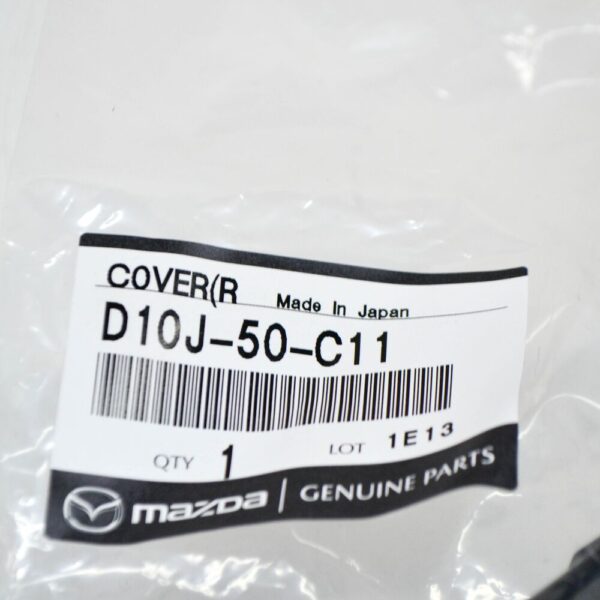 COVER(R Made In Japan
D10J-50-C11
QTY 1 LOT 1E13
mazda | GENUINE PARTS